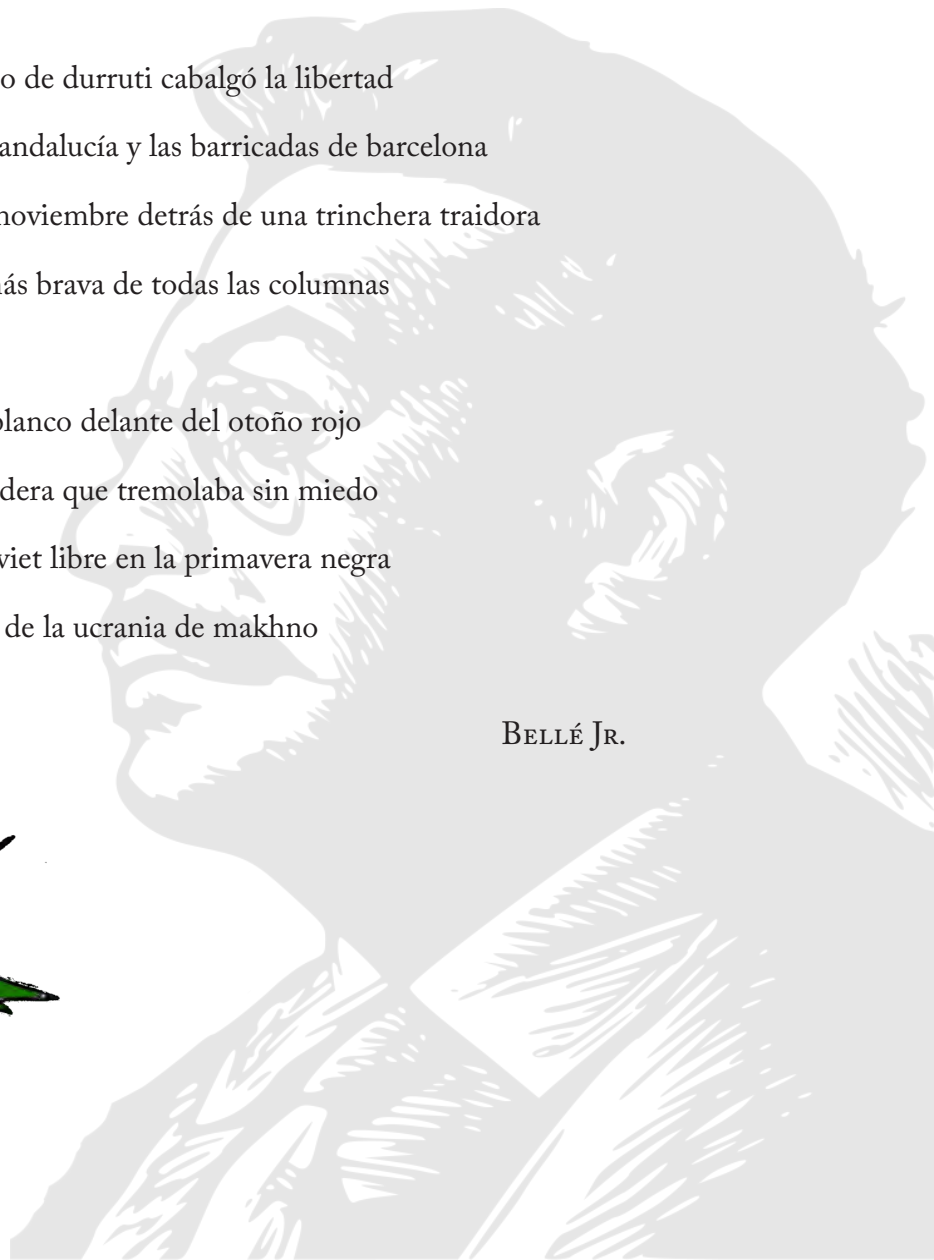 o de durruti cabalgó la libertad
andalucía y las barricadas de barcelona
noviembre detrás de una trinchera traidora
ás brava de todas las columnas
blanco delante del otoño rojo
dera que tremolaba sin miedo
viet libre en la primavera negra
de la ucrania de makhno
Bellé Jr.